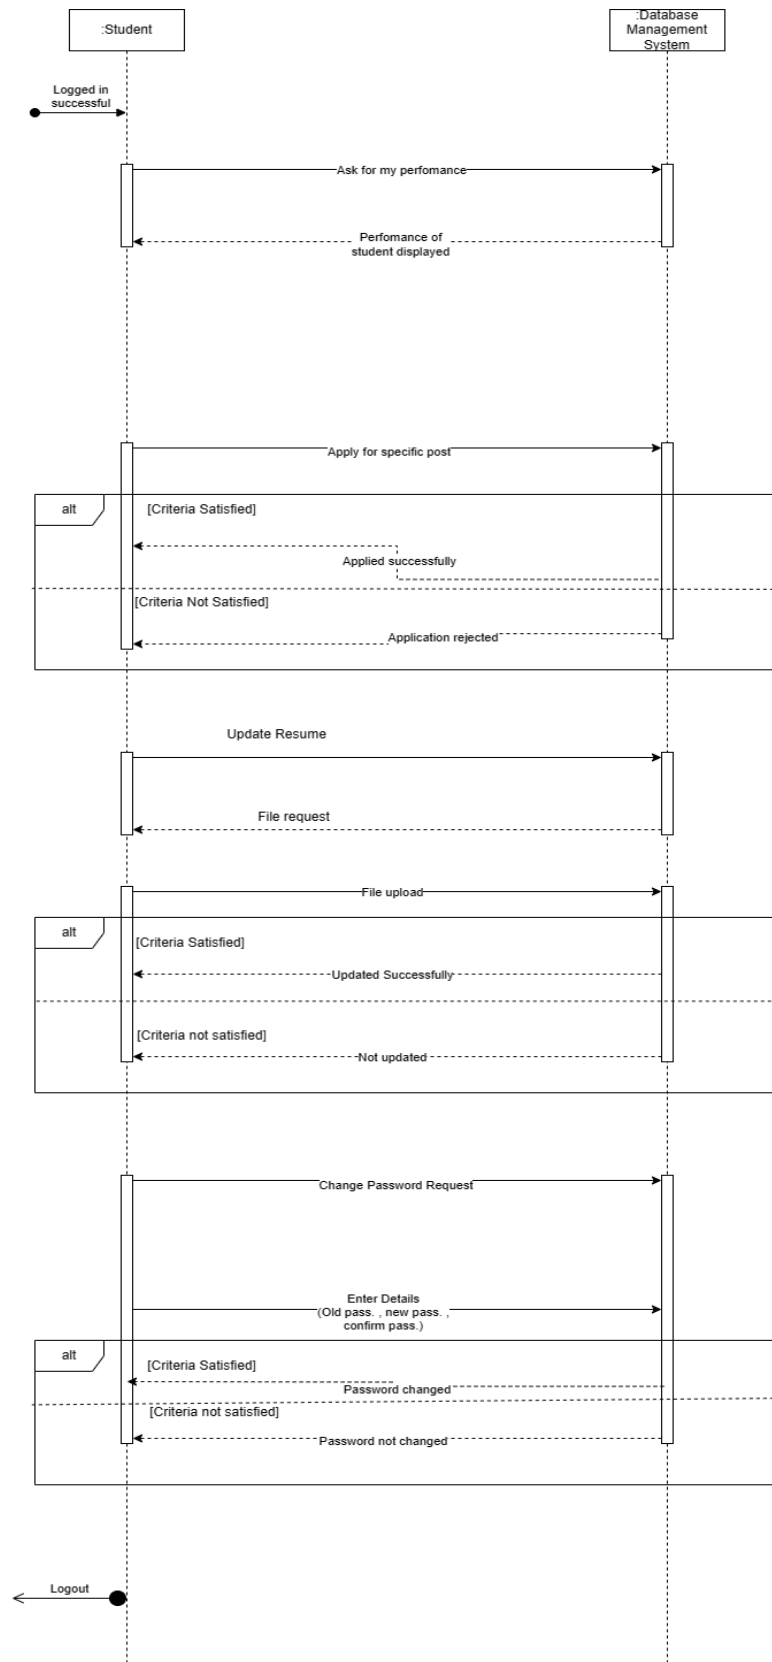 :Student
:Database
Management
System
Logged in
successful
Ask for my perfomance
Perfomance of
student displayed
Apply for specific post
alt
[Criteria Satisfied]
Applied successfully
[Criteria Not Satisfied]
Application rejected
Update Resume
File request
File upload
alt
[Criteria Satisfied]
Updated Successfully
[Criteria not satisfied]
Not updated
Change Password Request
Enter Details
(Old pass. , new pass. ,
confirm pass.)
alt
[Criteria Satisfied]
Password changed
[Criteria not satisfied]
Password not changed
Logout